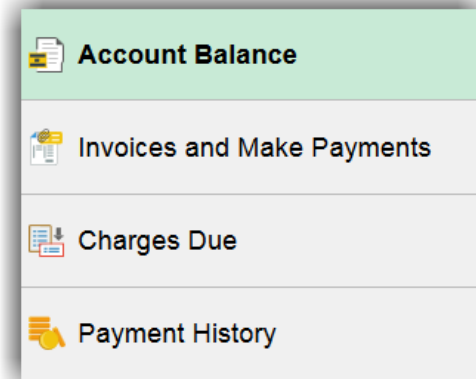 Account Balance
Invoices and Make Payments
Charges Due
Payment History